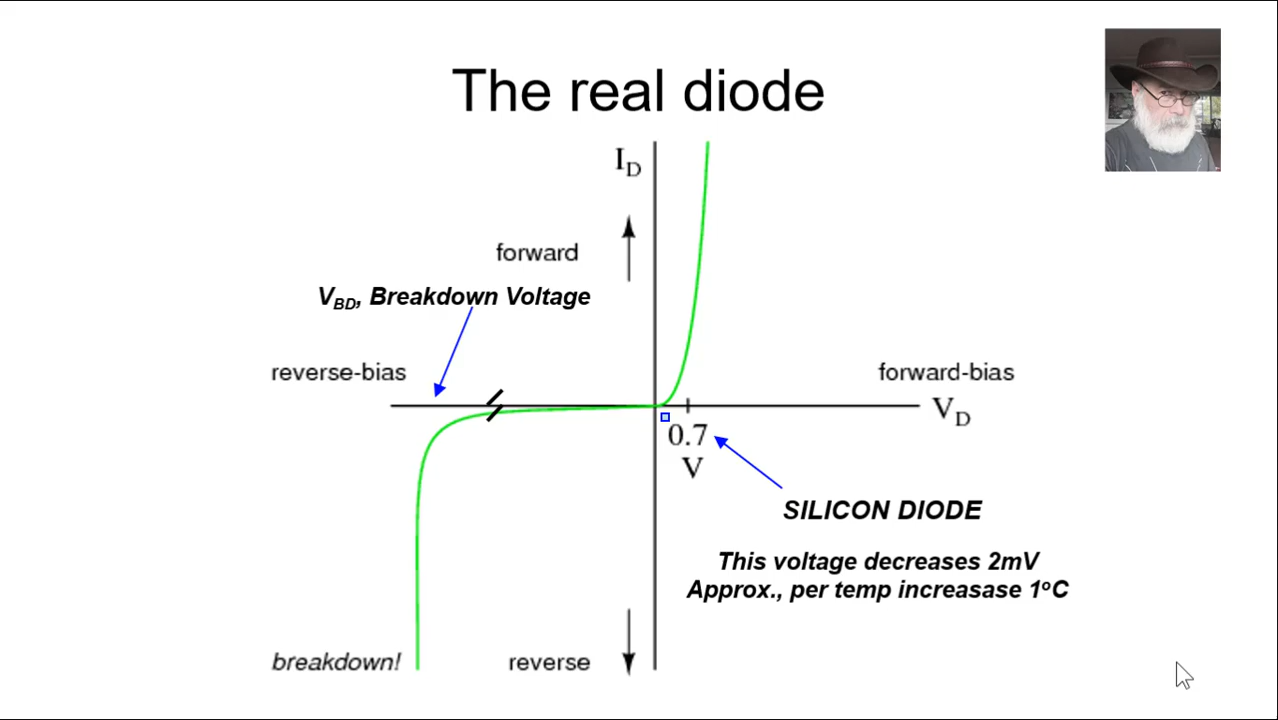 The real diode
I_D
forward
V_BD, Breakdown Voltage
reverse-bias
forward-bias
V_D
0.7
V
SILICON DIODE
This voltage decreases 2mV
Approx., per temp increasase 1ºC
breakdown!
reverse